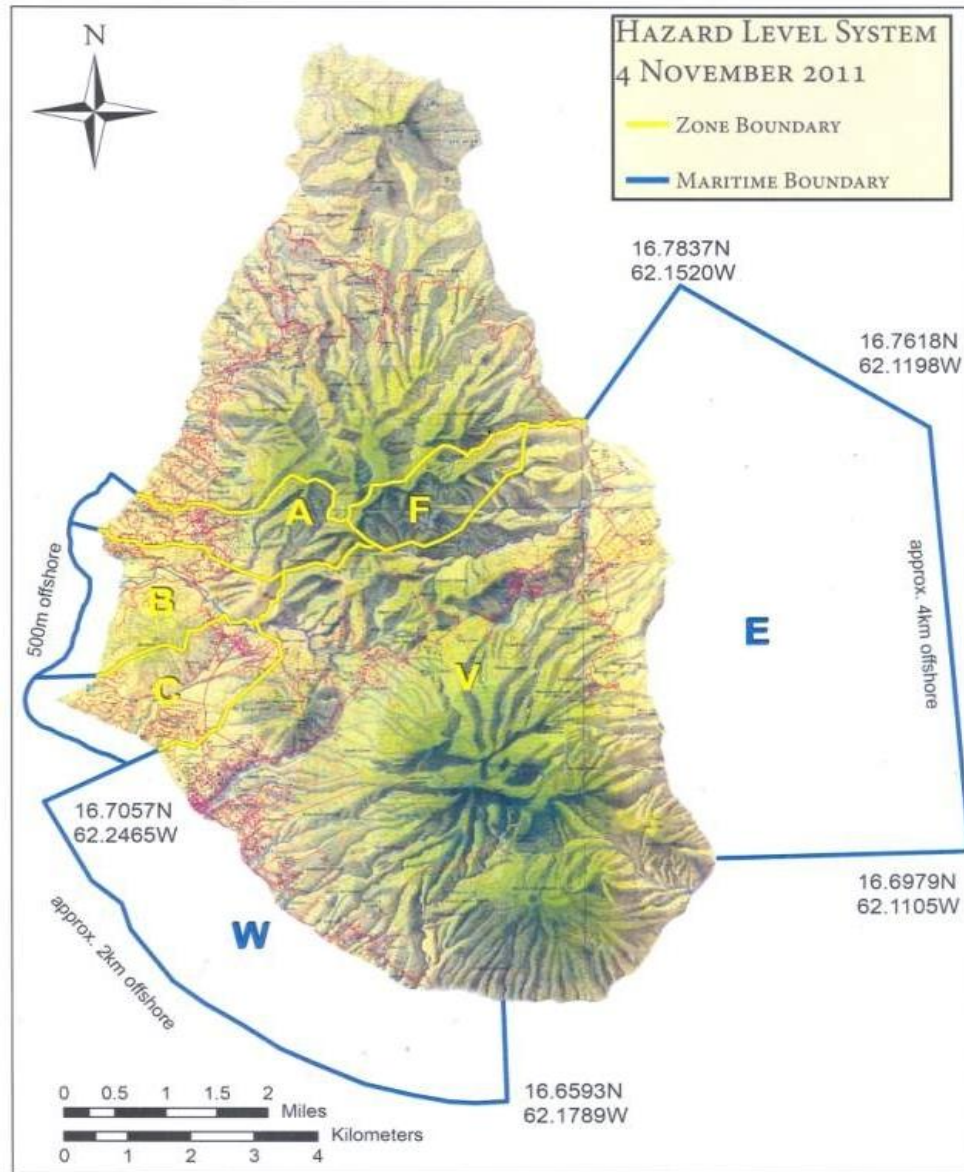 N
HAZARD LEVEL SYSTEM
4 NOVEMBER 2011
ZONE BOUNDARY
MARITIME BOUNDARY
16.7837N
62.1520W
16.7618N
62.1198W
A
F
500m offshore
B
E
approx. 4km offshore
C
V
16.7057N
62.2465W
16.6979N
62.1105W
W
approx. 2km offshore
16.6593N
62.1789W
0 0.5 1 1.5 2
Miles
Kilometers
0 1 2 3 4